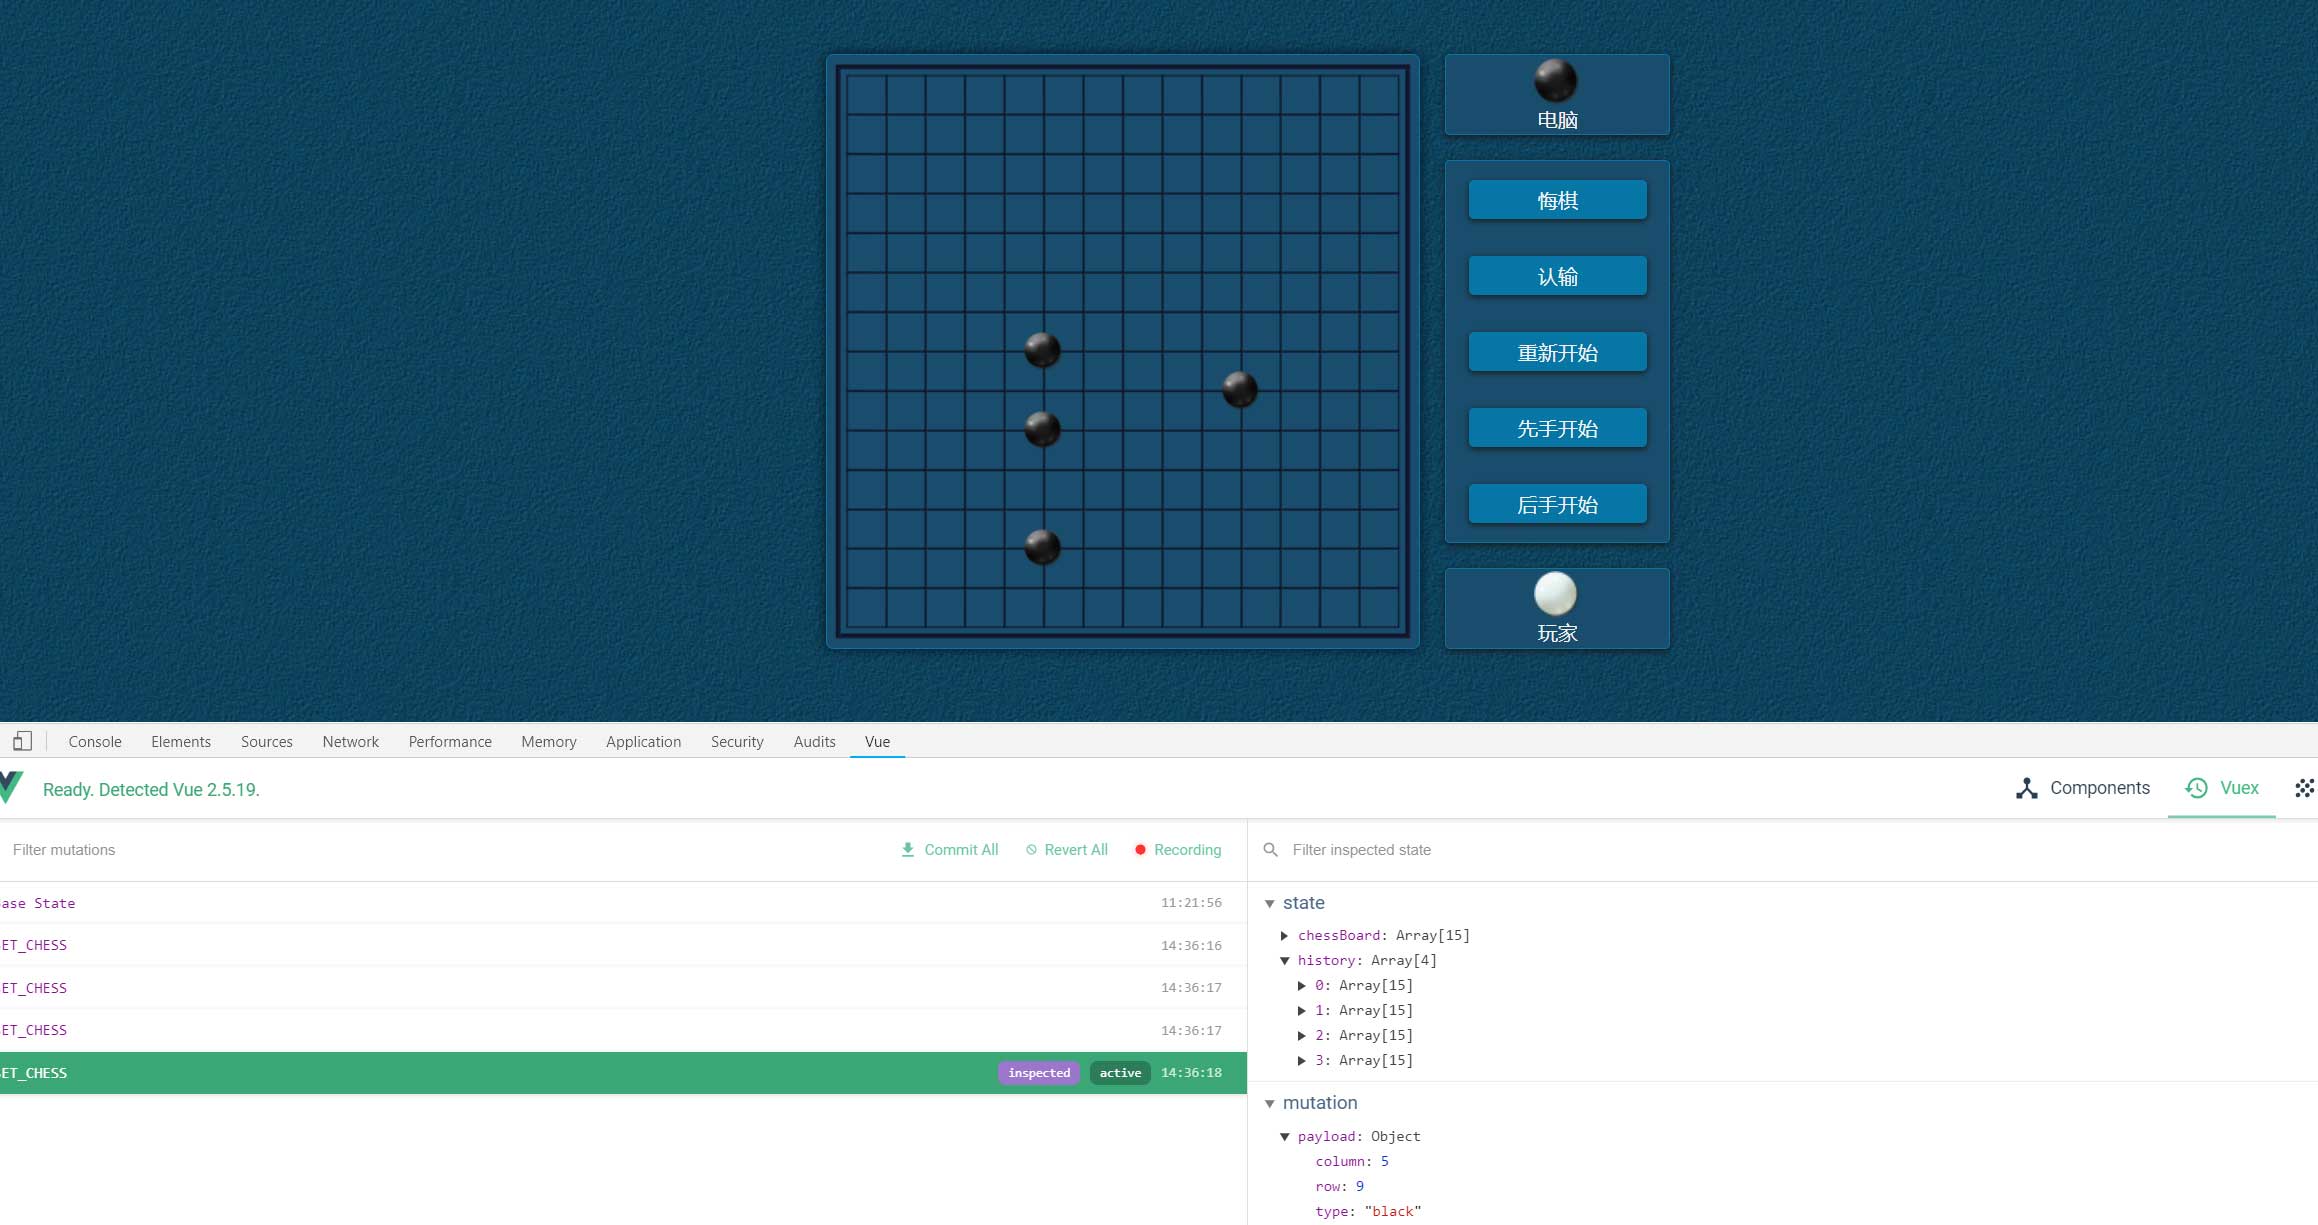 电脑
悔棋
认输
重新开始
先手开始
后手开始
玩家
Console Elements Sources Network Performance Memory Application Security Audits Vue
Ready. Detected Vue 2.5.19.
Components Vuex
Filter mutations Commit All Revert All Recording
ase State 11:21:56
ET_CHESS 14:36:16
ET_CHESS 14:36:17
ET_CHESS 14:36:17
ET_CHESS inspected active 14:36:18
Filter inspected state
state
chessBoard: Array[15]
history: Array[4]
0: Array[15]
1: Array[15]
2: Array[15]
3: Array[15]
mutation
payload: Object
column: 5
row: 9
type: "black"